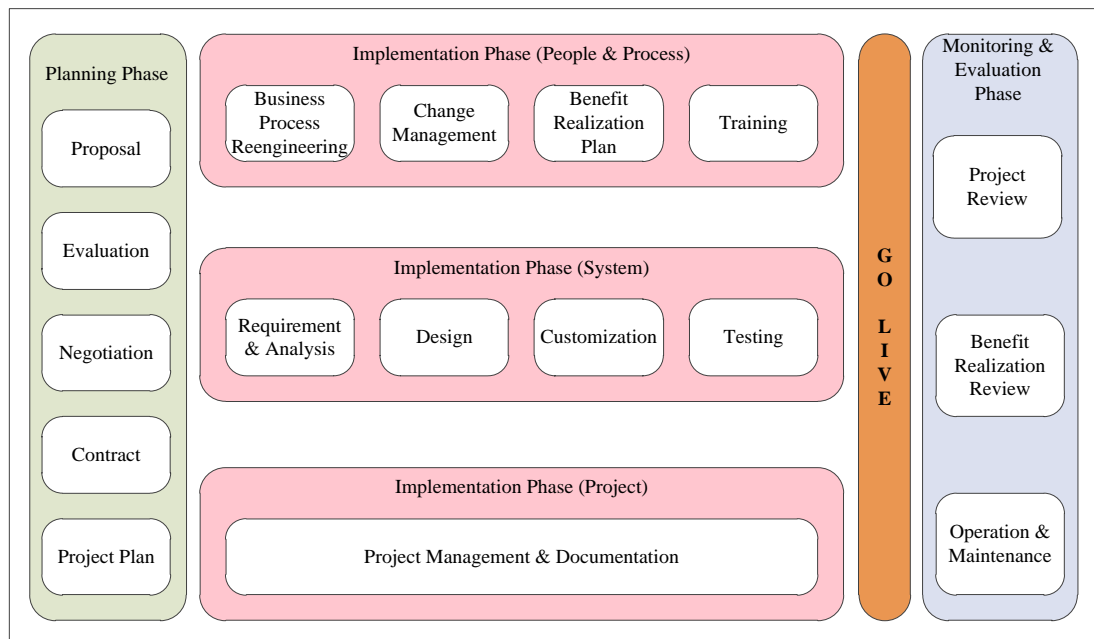 Planning Phase
Proposal
Evaluation
Negotiation
Contract
Project Plan
Implementation Phase (People & Process)
Business
Process
Reengineering
Change
Management
Benefit
Realization
Plan
Training
Implementation Phase (System)
Requirement
& Analysis
Design
Customization
Testing
Implementation Phase (Project)
Project Management & Documentation
G
O
L
I
V
E
Monitoring &
Evaluation
Phase
Project
Review
Benefit
Realization
Review
Operation &
Maintenance